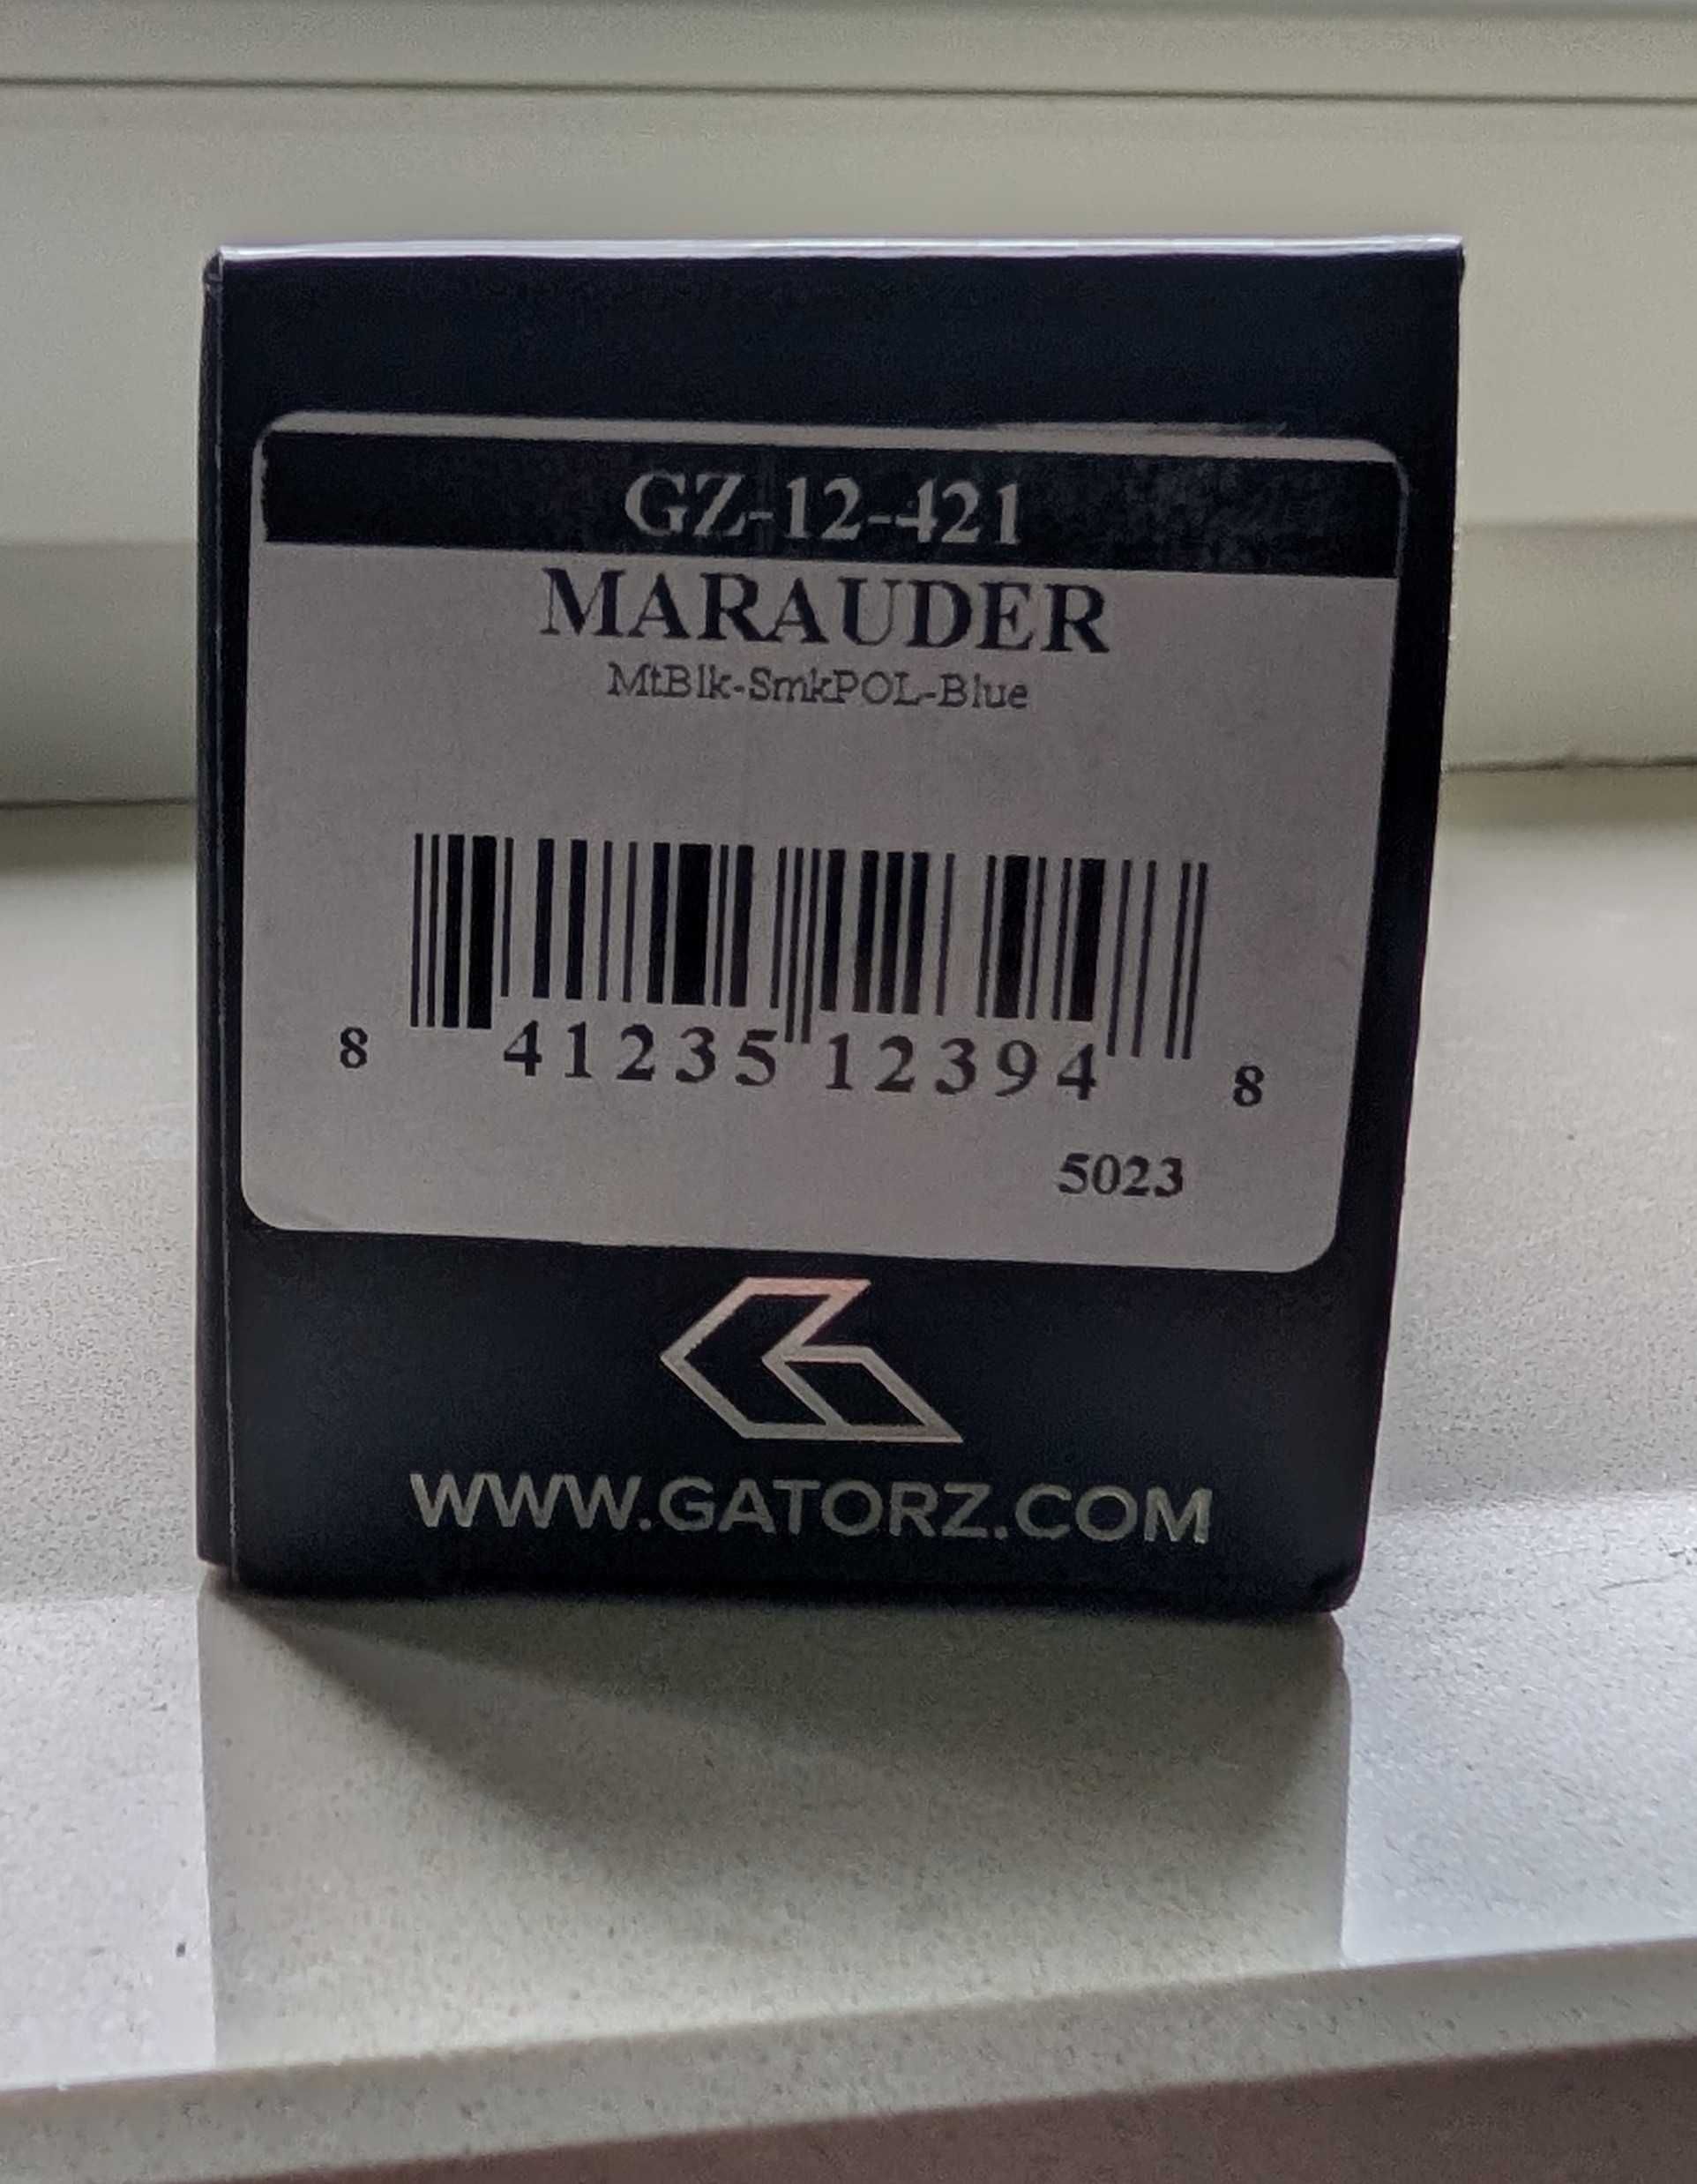 GZ-12-421
MARAUDER
MtBlk-SmkPOL-Blue
8 41235 12394 8
5023
WWW.GATORZ.COM